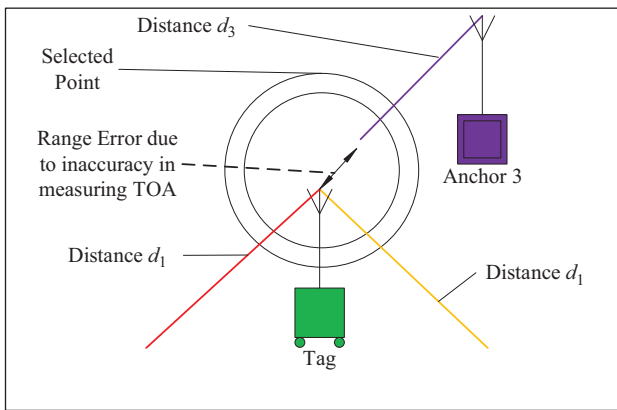 Distance d3
Selected
Point
Range Error due
to inaccuracy in
measuring TOA
Anchor 3
Distance d1
Distance d1
Tag